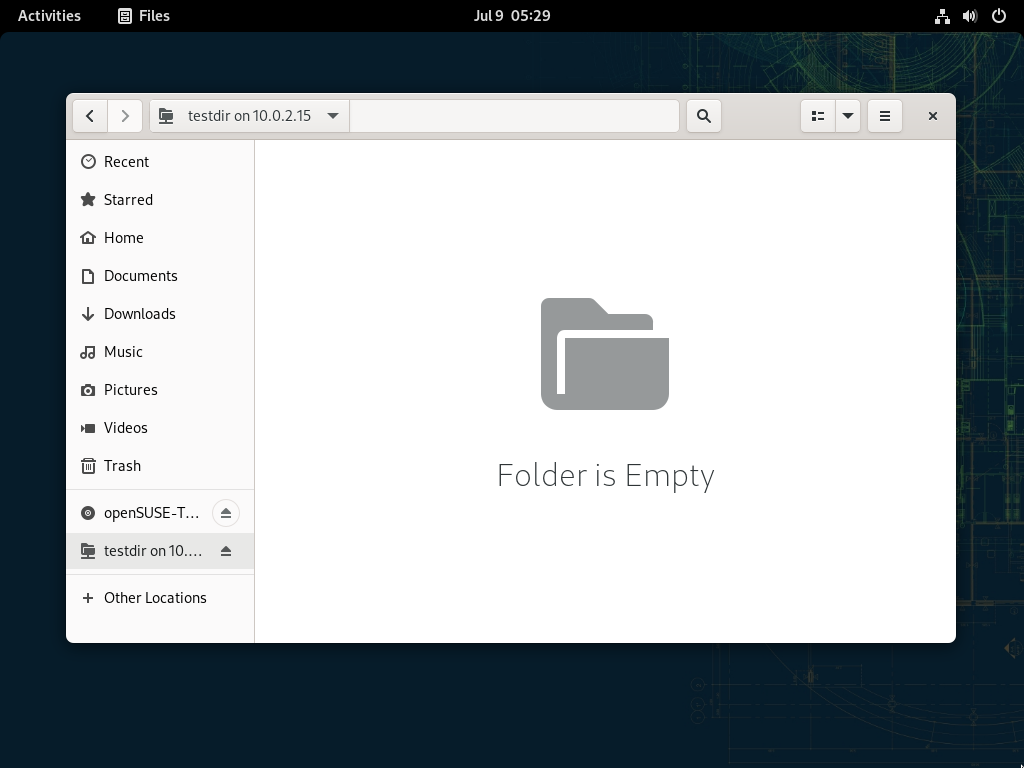 Activities
Files
Jul 9 05:29
testdir on 10.0.2.15
Recent
Starred
Home
Documents
Downloads
Music
Pictures
Videos
Trash
openSUSE-T...
testdir on 10....
Other Locations
Folder is Empty